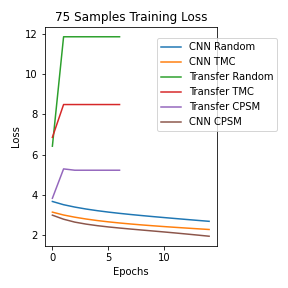 75 Samples Training Loss
12
10
8
6
4
2
Loss
0
5
10
Epochs
CNN Random
CNN TMC
Transfer Random
Transfer TMC
Transfer CPSM
CNN CPSM